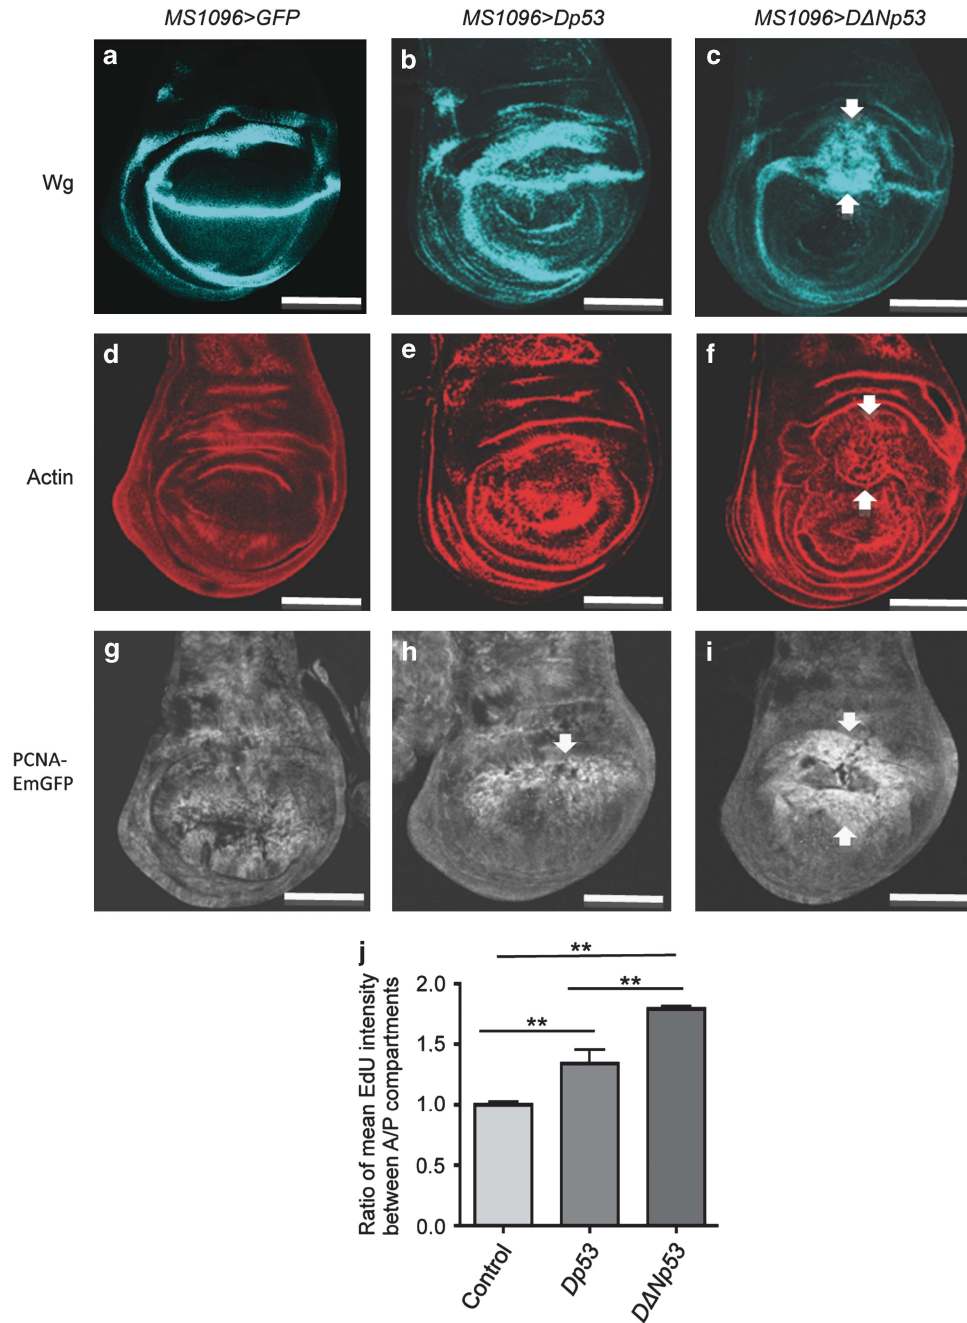 MS1096>GFP MS1096>Dp53 MS1096>DΔNp53
a b c
Wg
d e f
Actin
g h i
PCNA-
EmGFP
j
**
**
**
Ratio of mean EdU intensity
between A/P compartments
2.0
1.5
1.0
0.5
0.0
Control
Dp53
DΔNp53